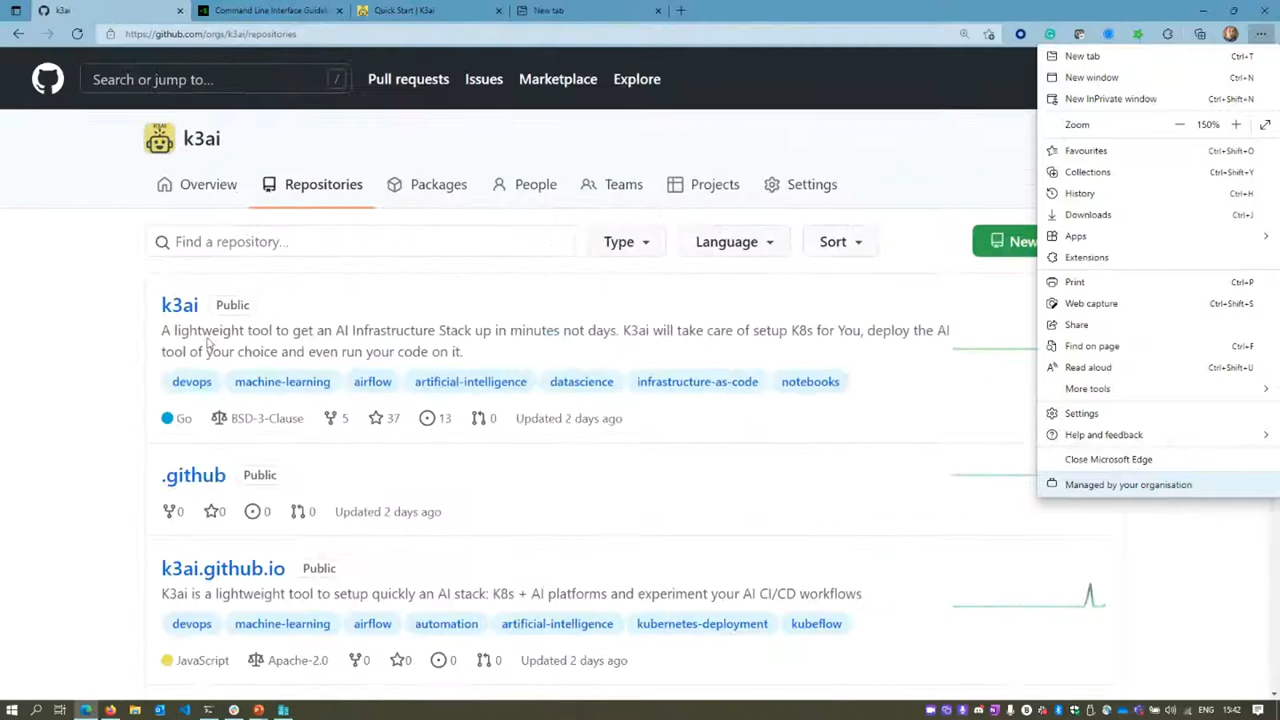 k3ai
Command Line Interface Guideli
Quick Start | K3ai
New tab
https://github.com/orgs/k3ai/repositories
Search or jump to...
/
Pull requests
Issues
Marketplace
Explore
k3ai
Overview
Repositories
Packages
People
Teams
Projects
Settings
Find a repository...
Type
Language
Sort
New
k3ai
Public
A lightweight tool to get an AI Infrastructure Stack up in minutes not days. K3ai will take care of setup K8s for You, deploy the AI
tool of your choice and even run your code on it.
devops
machine-learning
airflow
artificial-intelligence
datascience
infrastructure-as-code
notebooks
Go
BSD-3-Clause
5
37
13
0
Updated 2 days ago
.github
Public
0
0
0
0
Updated 2 days ago
k3ai.github.io
Public
K3ai is a lightweight tool to setup quickly an AI stack: K8s + AI platforms and experiment your AI CI/CD workflows
devops
machine-learning
airflow
automation
artificial-intelligence
kubernetes-deployment
kubeflow
JavaScript
Apache-2.0
0
0
0
0
Updated 2 days ago
New tab Ctrl+T
New window Ctrl+N
New InPrivate window Ctrl+Shift+N
Zoom 150%
Favourites Ctrl+Shift+O
Collections Ctrl+Shift+Y
History Ctrl+H
Downloads Ctrl+J
Apps
Extensions
Print Ctrl+P
Web capture Ctrl+Shift+S
Share
Find on page Ctrl+F
Read aloud Ctrl+Shift+U
More tools
Settings
Help and feedback
Close Microsoft Edge
Managed by your organisation
ENG
15:42